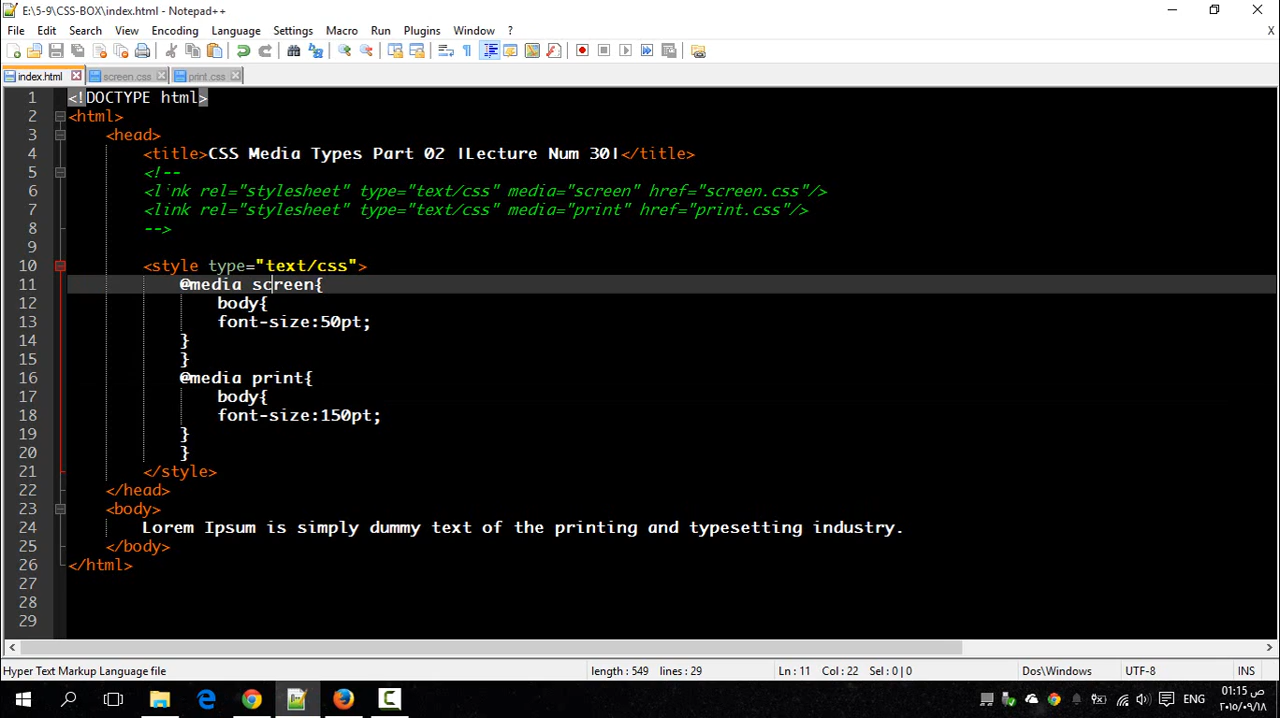 E:\5-9\CSS-BOX\index.html - Notepad++
File Edit Search View Encoding Language Settings Macro Run Plugins Window ? X
index.html screen.css print.css
1 <!DOCTYPE html>
2 <html>
3 <head>
4 <title>CSS Media Types Part 02 |Lecture Num 30|</title>
5 <!--
6 <link rel="stylesheet" type="text/css" media="screen" href="screen.css"/>
7 <link rel="stylesheet" type="text/css" media="print" href="print.css"/>
8 -->
9
10 <style type="text/css">
11 @media screen{
12 body{
13 font-size:50pt;
14 }
15 }
16 @media print{
17 body{
18 font-size:150pt;
19 }
20 }
21 </style>
22 </head>
23 <body>
24 Lorem Ipsum is simply dummy text of the printing and typesetting industry.
25 </body>
26 </html>
27
28
29
Hyper Text Markup Language file length : 549 lines : 29 Ln : 11 Col : 22 Sel : 0 | 0 Dos\Windows UTF-8 INS
ENG 01:15 ص
٢٠١٥/٠٩/١٨